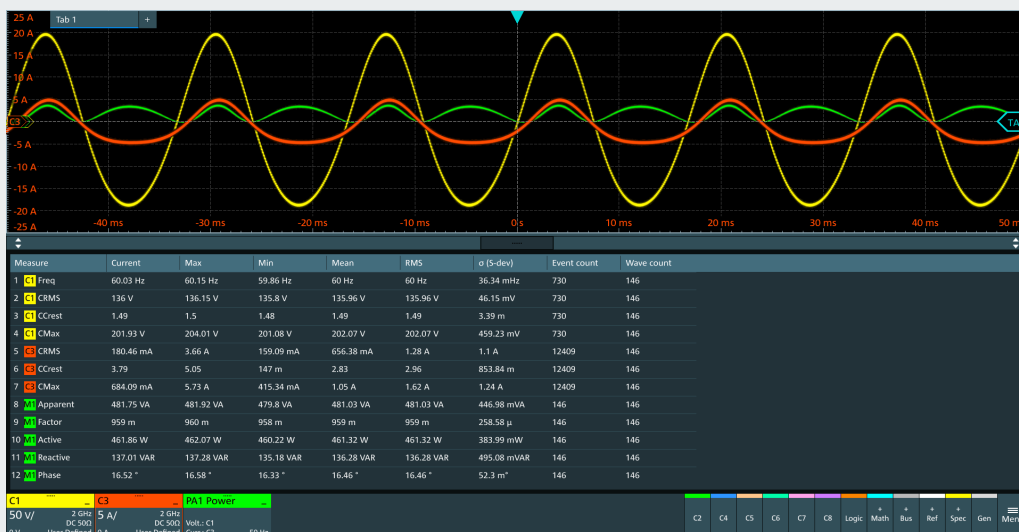 25 A
Tab 1 +
20 A
15 A
10 A
5 A
C3
TA
-5 A
-10 A
-15 A
-20 A
-25 A
-40 ms -30 ms -20 ms -10 ms 0 s 10 ms 20 ms 30 ms 40 ms 50 m
Measure Current Max Min Mean RMS σ (S-dev) Event count Wave count
1 C1 Freq 60.03 Hz 60.15 Hz 59.86 Hz 60 Hz 60 Hz 36.34 mHz 730 146
2 C1 CRMS 136 V 136.15 V 135.8 V 135.96 V 135.96 V 46.15 mV 730 146
3 C1 CCrest 1.49 1.5 1.48 1.49 1.49 3.39 m 730 146
4 C1 CMax 201.93 V 204.01 V 201.08 V 202.07 V 202.07 V 459.23 mV 730 146
5 C3 CRMS 180.46 mA 3.66 A 159.09 mA 656.38 mA 1.28 A 1.1 A 12409 146
6 C3 CCrest 3.79 5.05 147 m 2.83 2.96 853.84 m 12409 146
7 C3 CMax 684.09 mA 5.73 A 415.34 mA 1.05 A 1.62 A 1.24 A 12409 146
8 M1 Apparent 481.75 VA 481.92 VA 479.8 VA 481.03 VA 481.03 VA 446.98 mVA 146 146
9 M1 Factor 959 m 960 m 958 m 959 m 959 m 258.58 µ 146 146
10 M1 Active 461.86 W 462.07 W 460.22 W 461.32 W 461.32 W 383.99 mW 146 146
11 M1 Reactive 137.01 VAR 137.28 VAR 135.18 VAR 136.28 VAR 136.28 VAR 495.08 mVAR 146 146
12 M1 Phase 16.52 ° 16.58 ° 16.33 ° 16.46 ° 16.46 ° 52.3 m° 146 146
C1 C3 PA1 Power
50 V/ 2 GHz 5 A/ 2 GHz
DC 50Ω DC 50Ω Volt.: C1
C2 C4 C5 C6 C7 C8 Logic + Math + Bus + Ref + Spec Gen Men